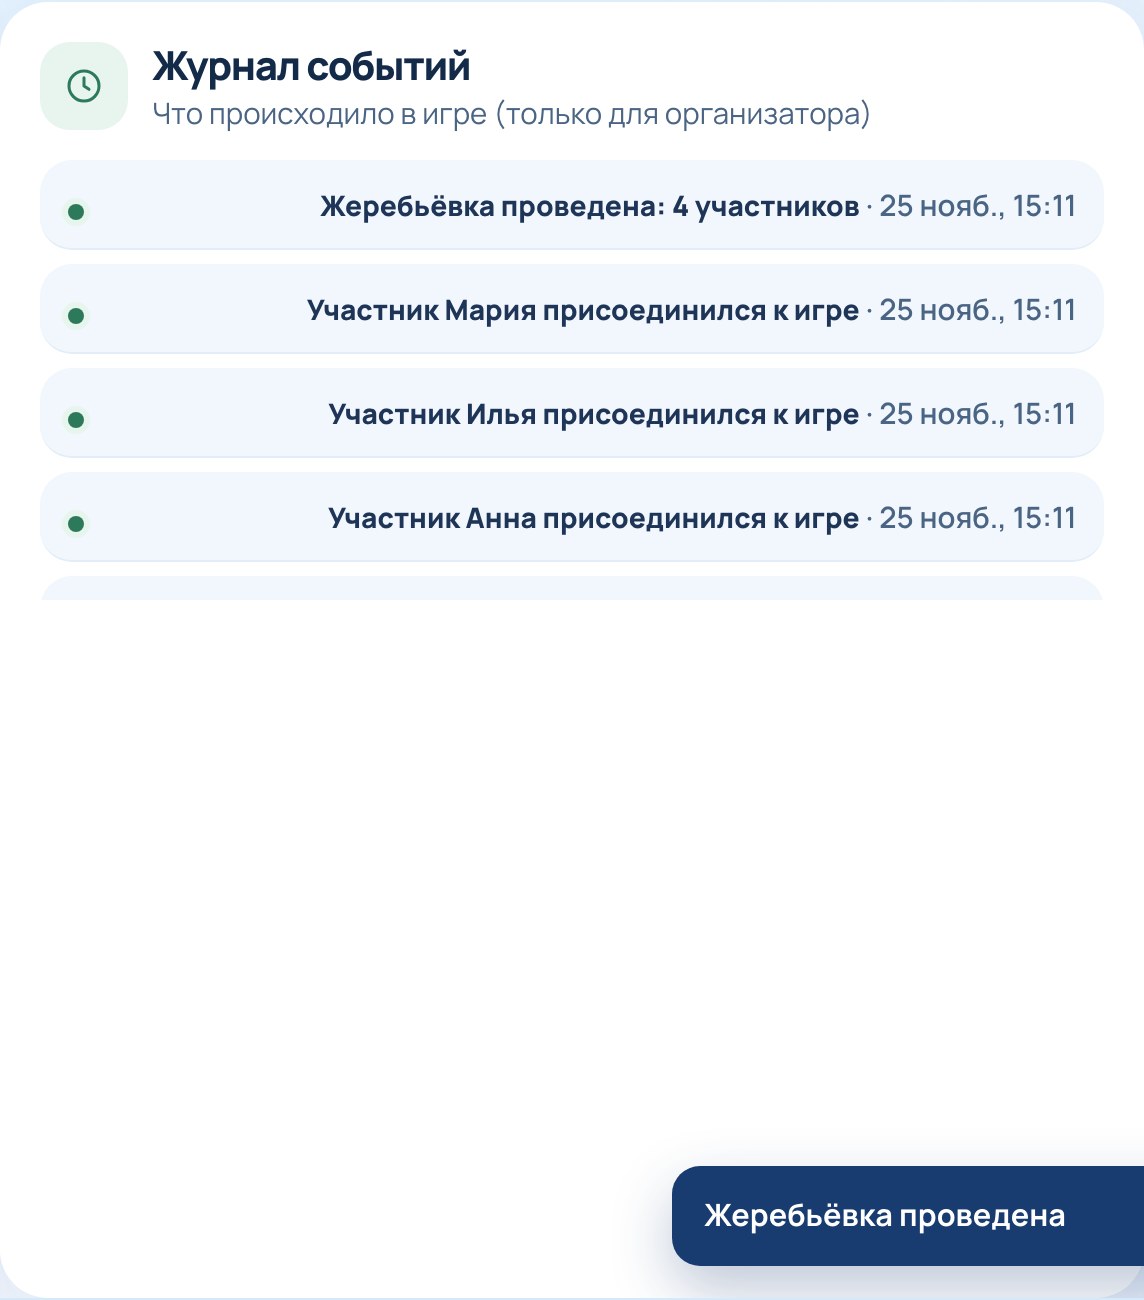 Журнал событий
Что происходило в игре (только для организатора)
Жеребьёвка проведена: 4 участников · 25 нояб., 15:11
Участник Мария присоединился к игре · 25 нояб., 15:11
Участник Илья присоединился к игре · 25 нояб., 15:11
Участник Анна присоединился к игре · 25 нояб., 15:11
Жеребьёвка проведена